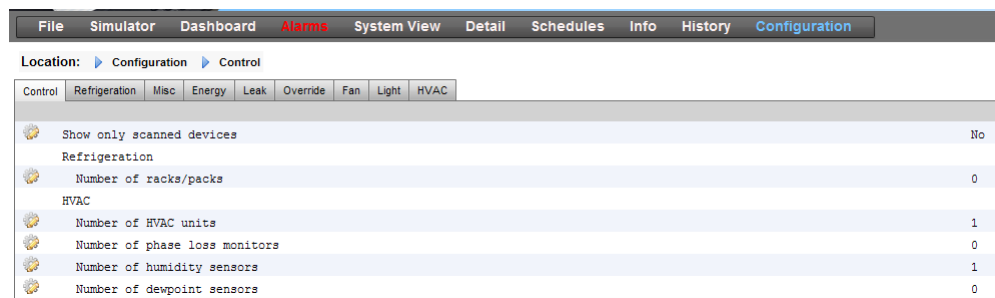 File Simulator Dashboard Alarms System View Detail Schedules Info History Configuration
Location: Configuration Control
Control Refrigeration Misc Energy Leak Override Fan Light HVAC
Show only scanned devices No
Refrigeration
Number of racks/packs 0
HVAC
Number of HVAC units 1
Number of phase loss monitors 0
Number of humidity sensors 1
Number of dewpoint sensors 0